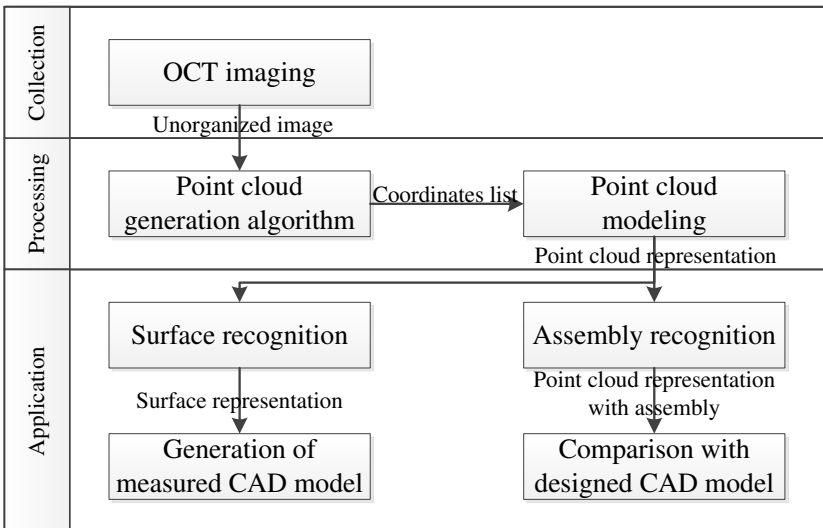 Collection
OCT imaging
Unorganized image
Processing
Point cloud
generation algorithm
Coordinates list
Point cloud
modeling
Point cloud representation
Application
Surface recognition
Assembly recognition
Surface representation
Point cloud representation
with assembly
Generation of
measured CAD model
Comparison with
designed CAD model